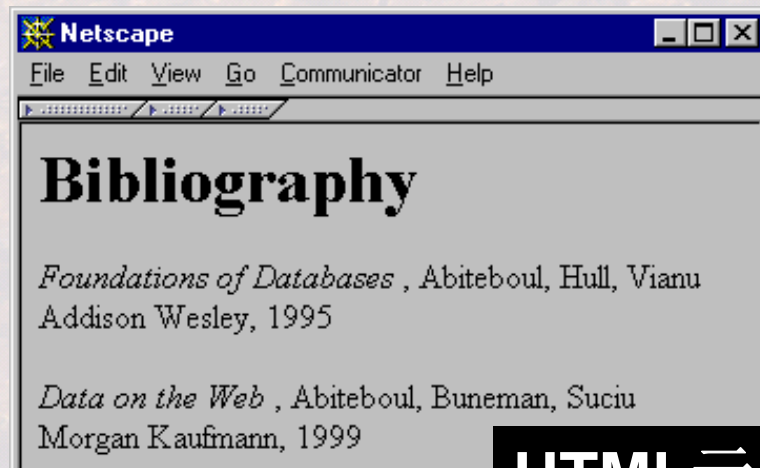 Netscape
File Edit View Go Communicator Help
Bibliography
Foundations of Databases , Abiteboul, Hull, Vianu
Addison Wesley, 1995
Data on the Web , Abiteboul, Buneman, Suciu
Morgan Kaufmann, 1999